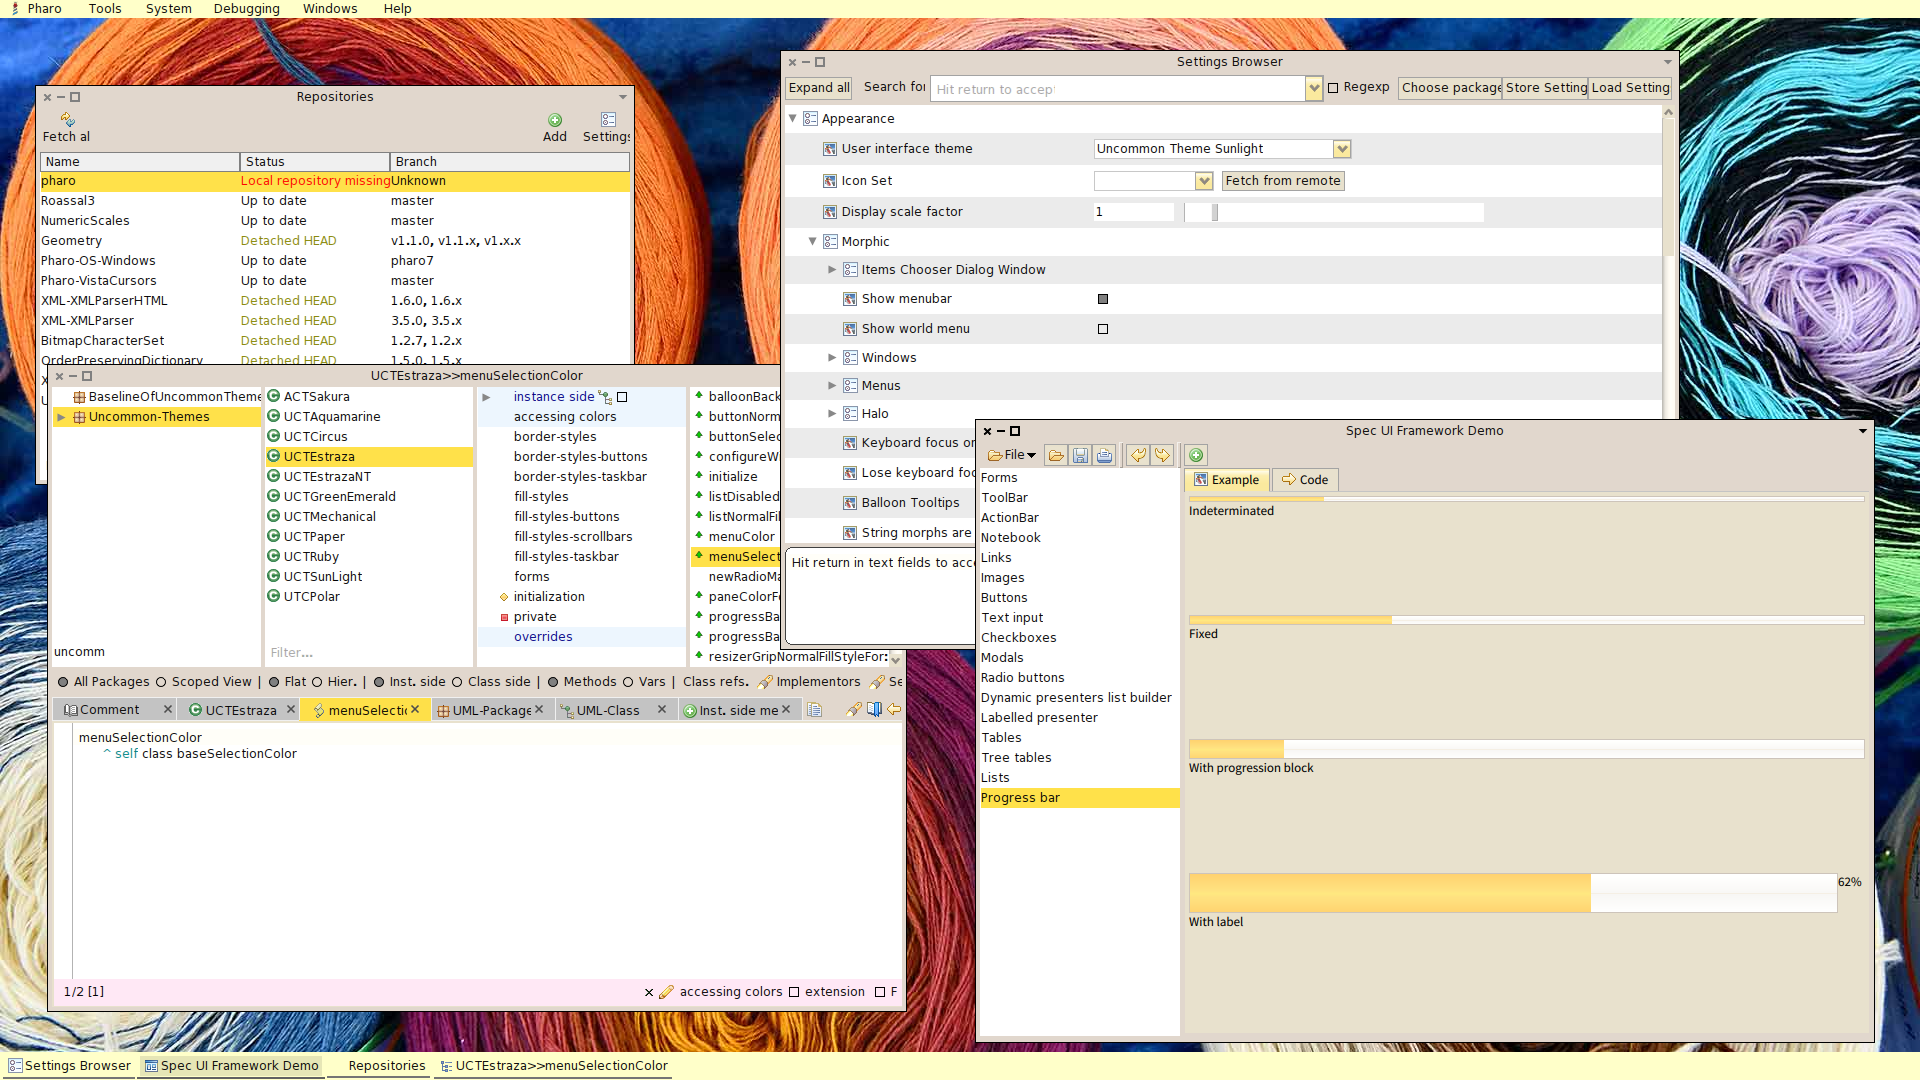 Pharo Tools System Debugging Windows Help
Repositories
Fetch al
Add Settings
Name Status Branch
pharo Local repository missing Unknown
Roassal3 Up to date master
NumericScales Up to date master
Geometry Detached HEAD v1.1.0, v1.1.x, v1.x.x
Pharo-OS-Windows Up to date pharo7
Pharo-VistaCursors Up to date master
XML-XMLParserHTML Detached HEAD 1.6.0, 1.6.x
XML-XMLParser Detached HEAD 3.5.0, 3.5.x
BitmapCharacterSet Detached HEAD 1.2.7, 1.2.x
OrderPreservingDictionary Detached HEAD 1.5.0, 1.5.x
Settings Browser
Expand all Search for Hit return to accept Regexp Choose package Store Setting Load Setting
Appearance
User interface theme Uncommon Theme Sunlight
Icon Set Fetch from remote
Display scale factor 1
Morphic
Items Chooser Dialog Window
Show menubar
Show world menu
Windows
Menus
Halo
Keyboard focus on
Lose keyboard foc
Balloon Tooltips
String morphs are
Hit return in text fields to acce
UCTEstraza>>menuSelectionColor
BaselineOfUncommonTheme
Uncommon-Themes
uncomm
ACTSakura
UCTAquamarine
UCTCircus
UCTEstraza
UCTEstrazaNT
UCTGreenEmerald
UCTMechanical
UCTPaper
UCTRuby
UCTSunLight
UTCPolar
Filter...
instance side
accessing colors
border-styles
border-styles-buttons
border-styles-taskbar
fill-styles
fill-styles-buttons
fill-styles-scrollbars
fill-styles-taskbar
forms
initialization
private
overrides
balloonBack
buttonNorm
buttonSelec
configureW
initialize
listDisabled
listNormalFil
menuColor
menuSelect
newRadioMa
paneColorFo
progressBa
progressBa
resizerGripNormalFillStyleFor:
All Packages Scoped View | Flat Hier. | Inst. side Class side | Methods Vars | Class refs. Implementors Se
Comment UCTEstraza menuSelectic UML-Package UML-Class Inst. side me
menuSelectionColor
^ self class baseSelectionColor
1/2 [1] accessing colors extension F
Spec UI Framework Demo
File
Forms
ToolBar
ActionBar
Notebook
Links
Images
Buttons
Text input
Checkboxes
Modals
Radio buttons
Dynamic presenters list builder
Labelled presenter
Tables
Tree tables
Lists
Progress bar
Example Code
Indeterminated
Fixed
With progression block
62%
With label
Settings Browser Spec UI Framework Demo Repositories UCTEstraza>>menuSelectionColor